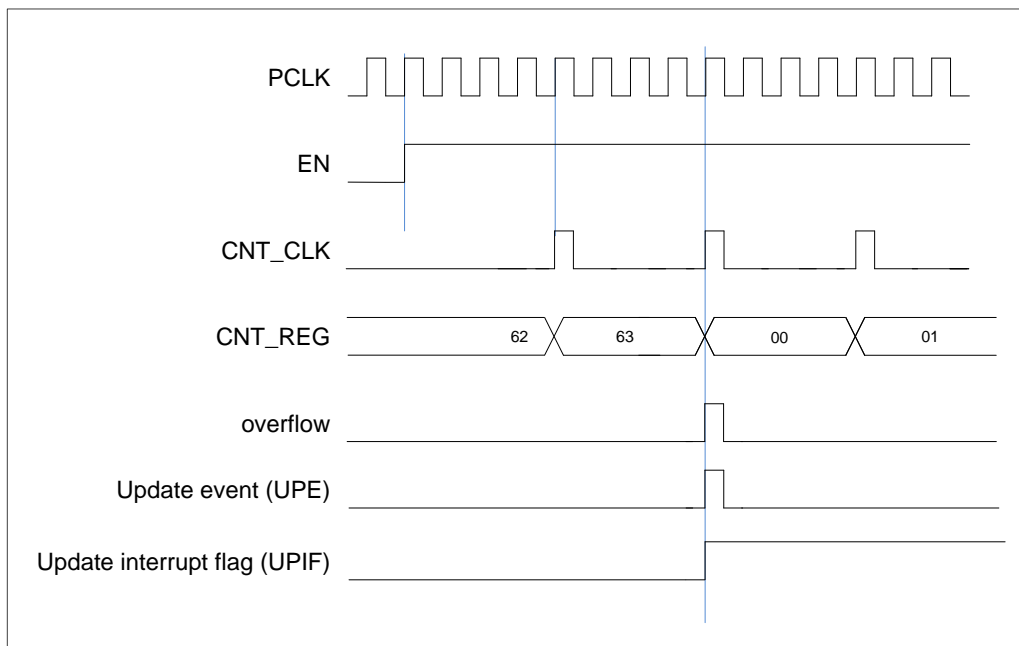 PCLK
EN
CNT_CLK
CNT_REG
62 63 00 01
overflow
Update event (UPE)
Update interrupt flag (UPIF)